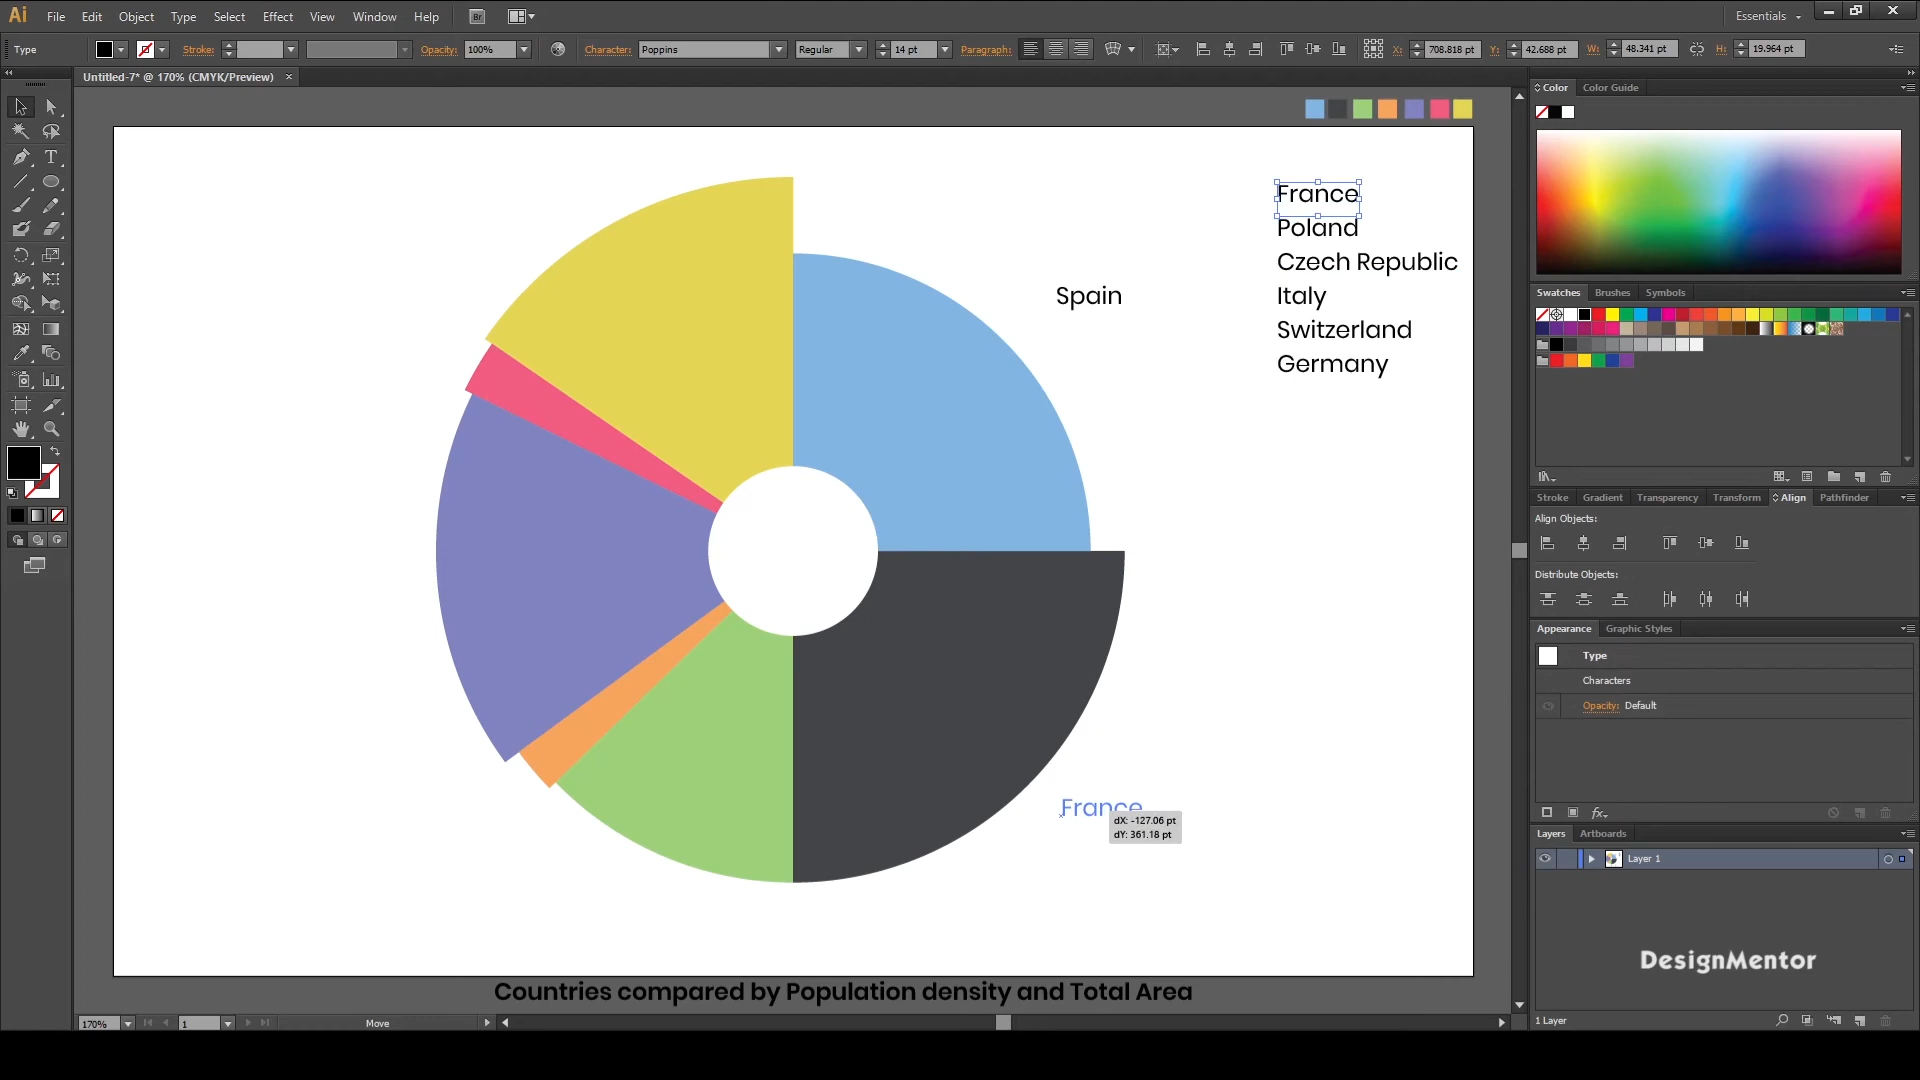 Ai File Edit Object Type Select Effect View Window Help Br Essentials
Type Stroke: Opacity: 100% Character: Poppins Regular 14 pt Paragraph: X: 708.818 pt Y: 42.688 pt W: 48.341 pt H: 19.964 pt
Untitled-7* @ 170% (CMYK/Preview)
Color Color Guide
France
Poland
Czech Republic
Spain
Italy
Switzerland
Germany
Swatches Brushes Symbols
Stroke Gradient Transparency Transform Align Pathfinder
Align Objects:
Distribute Objects:
Appearance Graphic Styles
Type
Characters
Opacity: Default
France
dX: -127.06 pt
dY: 361.18 pt
Layers Artboards
Layer 1
DesignMentor
Countries compared by Population density and Total Area
170% 1 Move
1 Layer